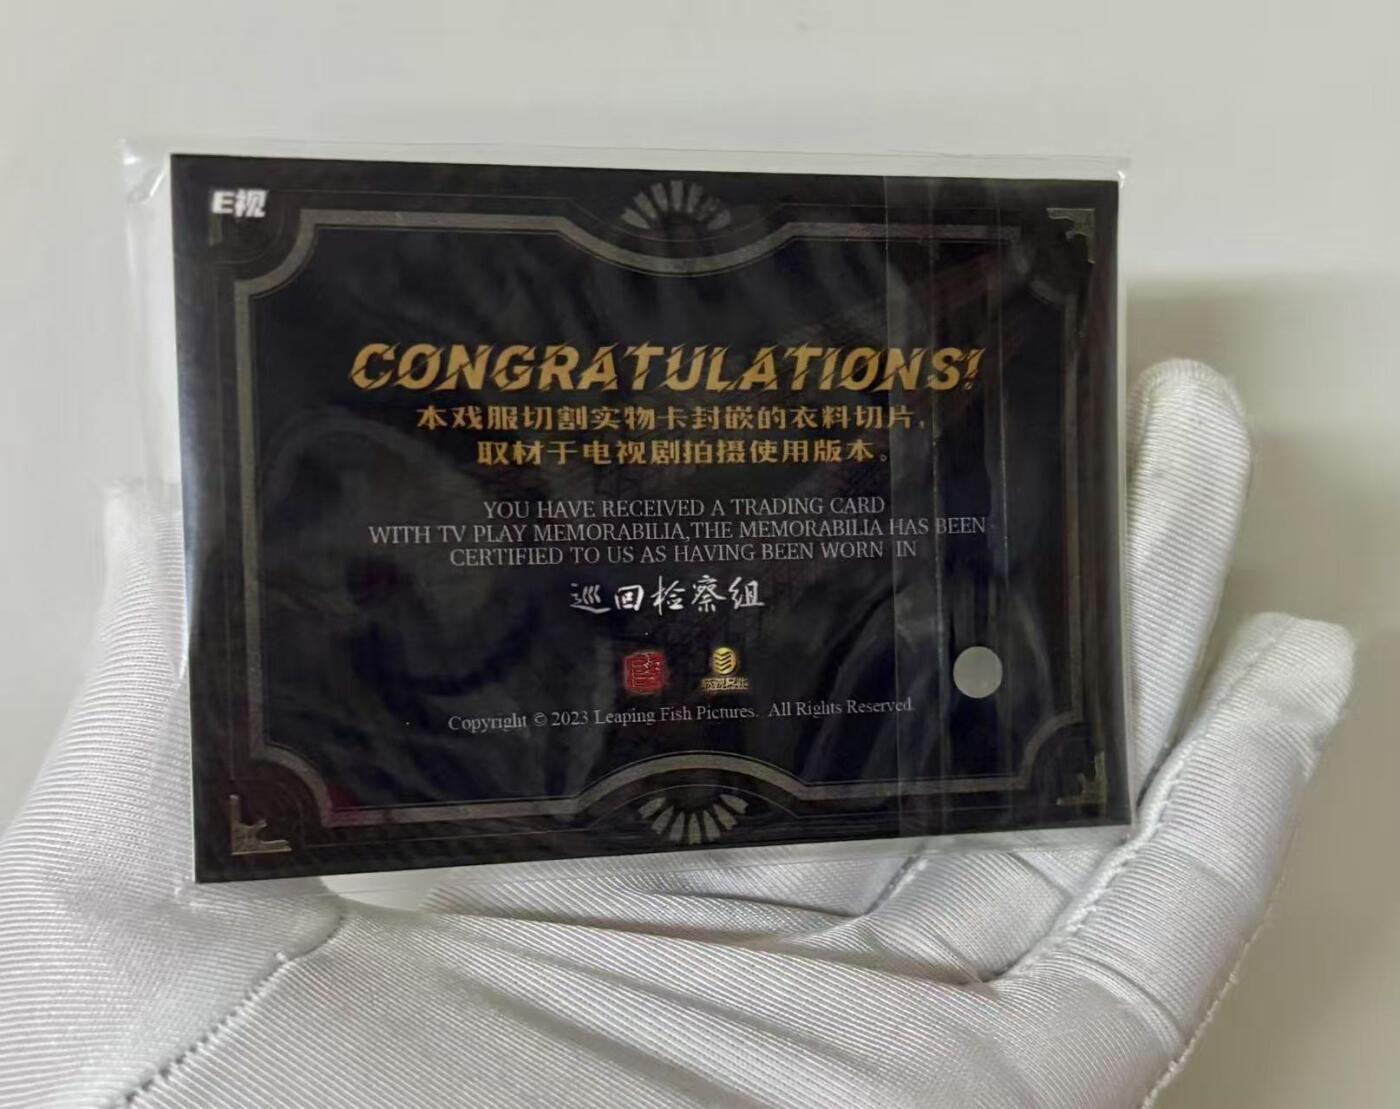 E视
CONGRATULATIONS!
本戏服切割实物卡封嵌的衣料切片,
取材于电视剧拍摄使用版本。
YOU HAVE RECEIVED A TRADING CARD
WITH TV PLAY MEMORABILIA,THE MEMORABILIA HAS BEEN
CERTIFIED TO US AS HAVING BEEN WORN IN
巡回检察组
Copyright © 2023 Leaping Fish Pictures. All Rights Reserved.